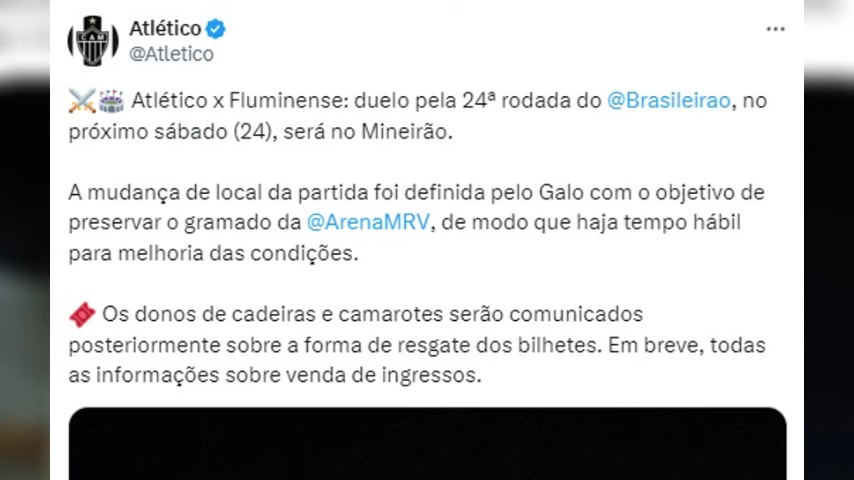 Atlético
@Atletico
⚔️🏟️ Atlético x Fluminense: duelo pela 24ª rodada do @Brasileirao, no
próximo sábado (24), será no Mineirão.
A mudança de local da partida foi definida pelo Galo com o objetivo de
preservar o gramado da @ArenaMRV, de modo que haja tempo hábil
para melhoria das condições.
🎟️ Os donos de cadeiras e camarotes serão comunicados
posteriormente sobre a forma de resgate dos bilhetes. Em breve, todas
as informações sobre venda de ingressos.